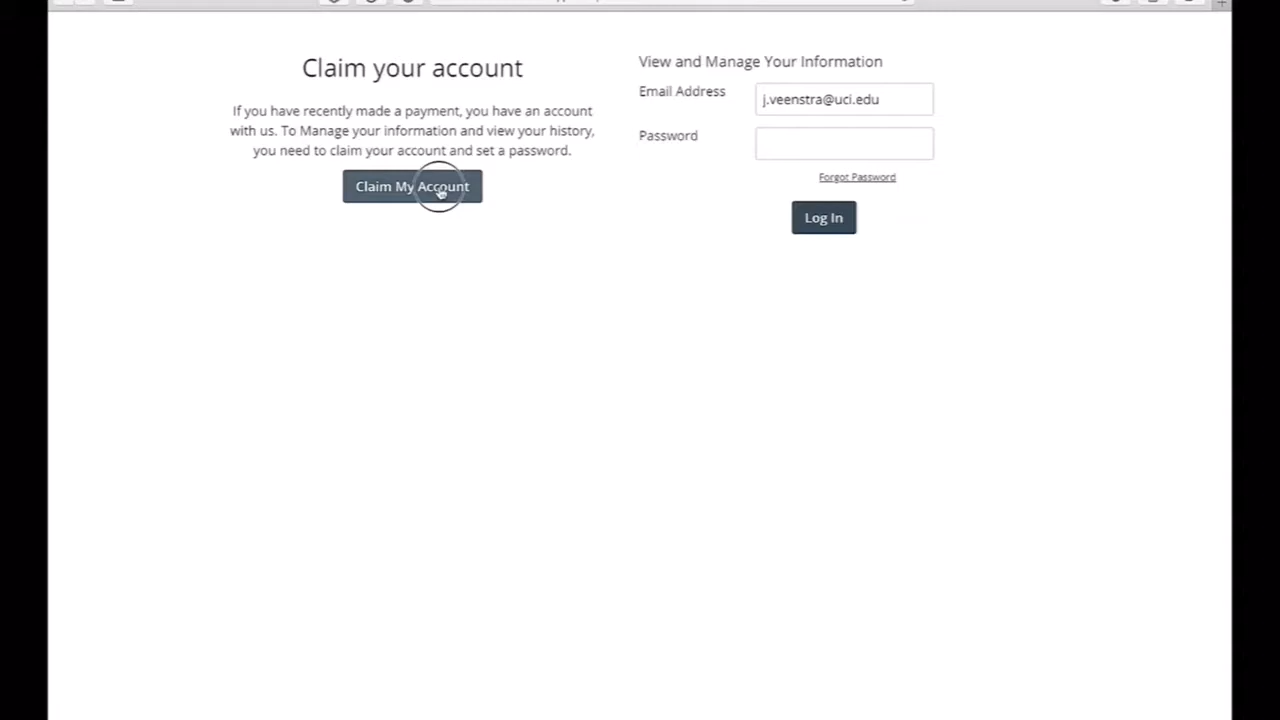 Claim your account
If you have recently made a payment, you have an account
with us. To Manage your information and view your history,
you need to claim your account and set a password.
Claim My Account
View and Manage Your Information
Email Address
j.veenstra@uci.edu
Password
Forgot Password
Log In